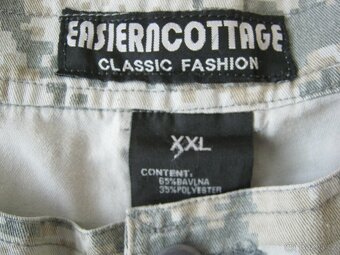 EASIERNCOTTAGE
CLASSIC FASHION
XXL
CONTENT:
65%BAVLNA
35%POLYESTER